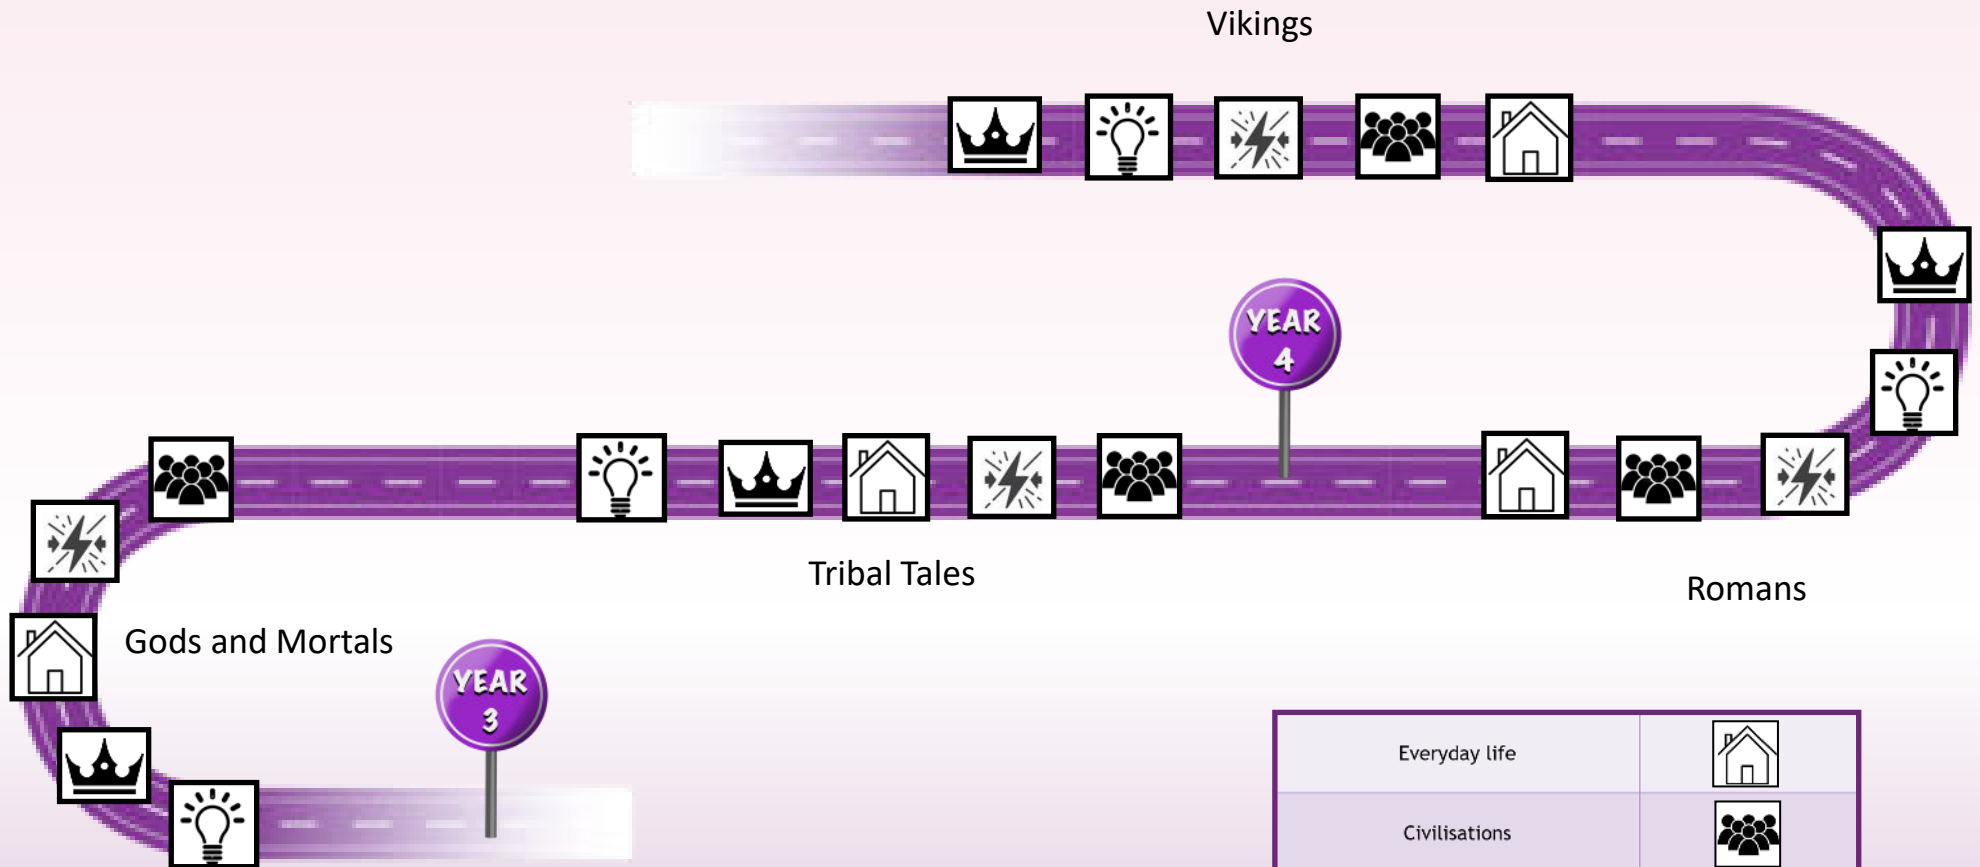 Vikings
YEAR
4
Tribal Tales
Romans
Gods and Mortals
YEAR
3
Everyday life
Civilisations